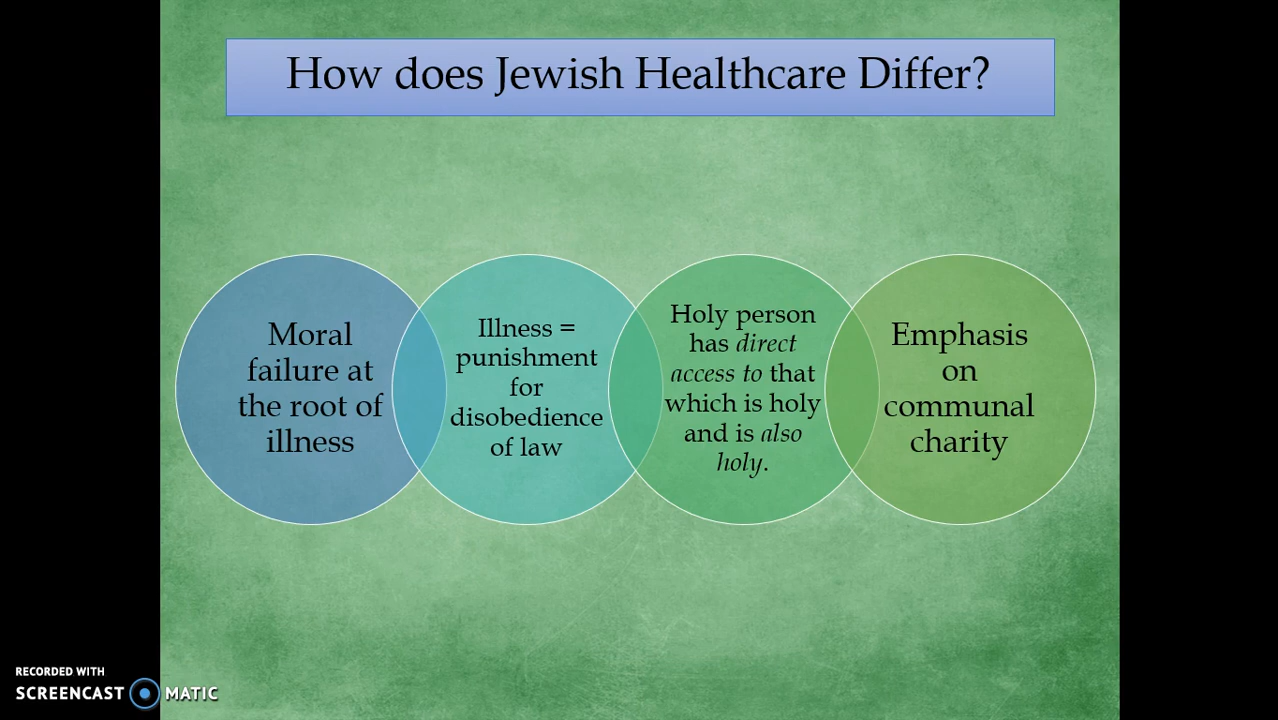 How does Jewish Healthcare Differ?
Moral
failure at
the root of
illness
Illness =
punishment
for
disobedience
of law
Holy person
has direct
access to that
which is holy
and is also
holy.
Emphasis
on
communal
charity
RECORDED WITH
SCREENCAST MATIC